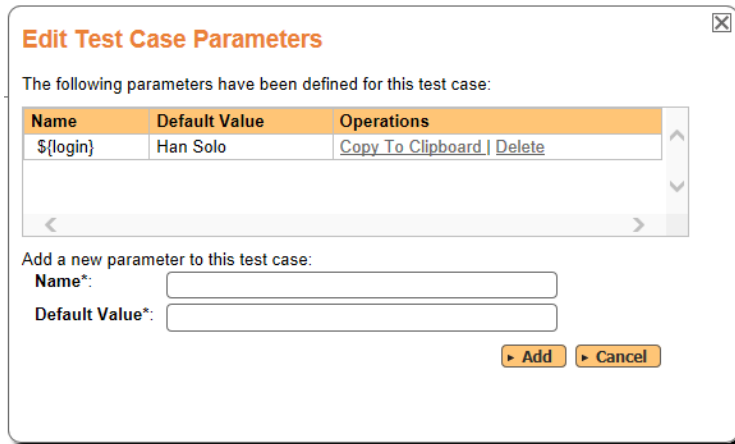 Edit Test Case Parameters
The following parameters have been defined for this test case:
Name Default Value Operations
${login} Han Solo Copy To Clipboard | Delete
Add a new parameter to this test case:
Name*:
Default Value*:
Add Cancel